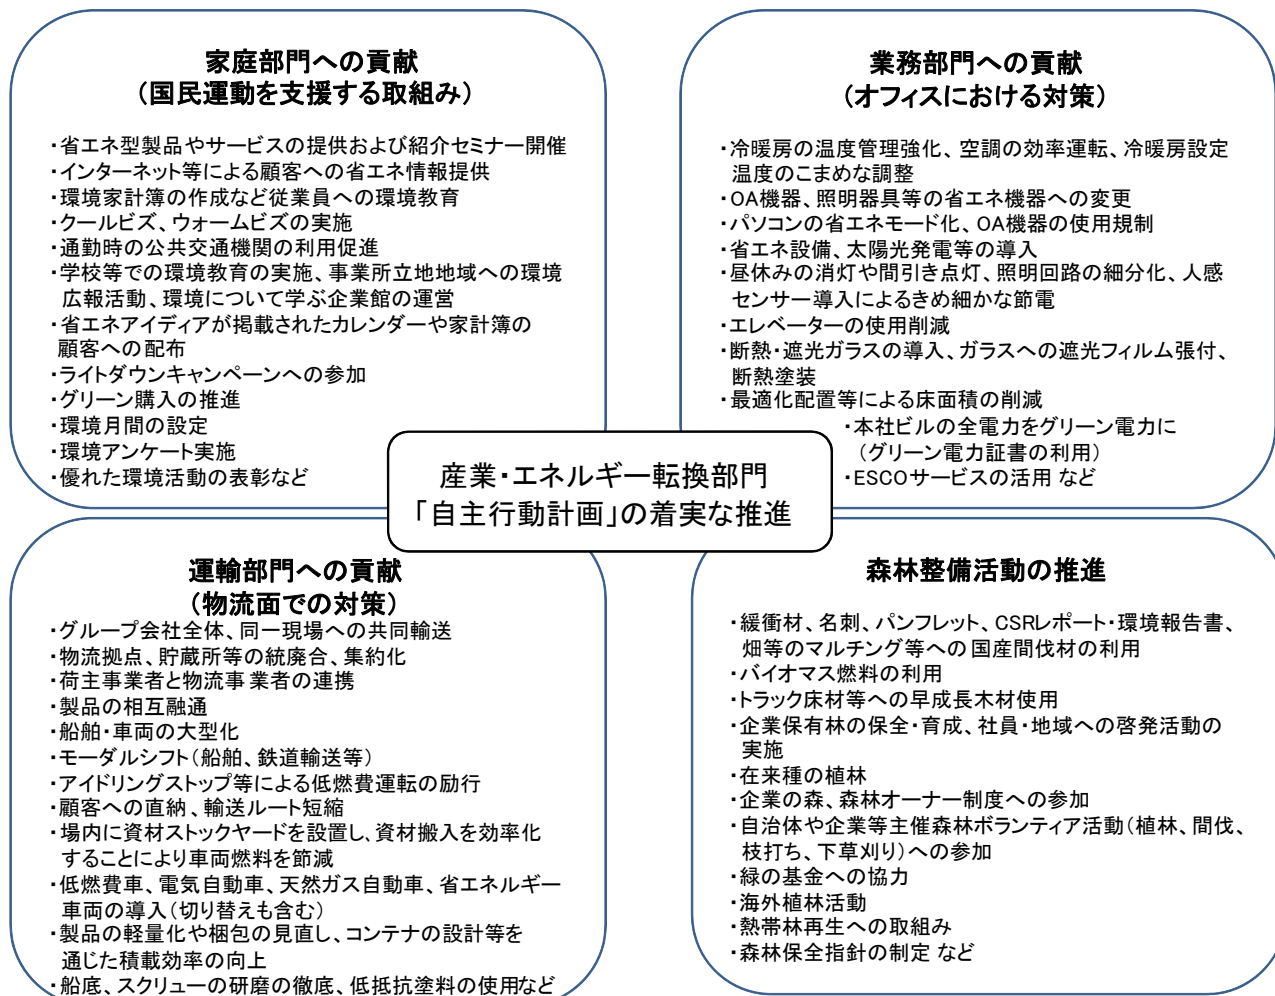 家庭部門への貢献
(国民運動を支援する取組み)
・省エネ型製品やサービスの提供および紹介セミナー開催
・インターネット等による顧客への省エネ情報提供
・環境家計簿の作成など従業員への環境教育
・クールビズ、ウォームビズの実施
・通勤時の公共交通機関の利用促進
・学校等での環境教育の実施、事業所立地地域への環境
広報活動、環境について学ぶ企業館の運営
・省エネアイディアが掲載されたカレンダーや家計簿の
顧客への配布
・ライトダウンキャンペーンへの参加
・グリーン購入の推進
・環境月間の設定
・環境アンケート実施
・優れた環境活動の表彰など
業務部門への貢献
(オフィスにおける対策)
・冷暖房の温度管理強化、空調の効率運転、冷暖房設定
温度のこまめな調整
・OA機器、照明器具等の省エネ機器への変更
・パソコンの省エネモード化、OA機器の使用規制
・省エネ設備、太陽光発電等の導入
・昼休みの消灯や間引き点灯、照明回路の細分化、人感
センサー導入によるきめ細かな節電
・エレベーターの使用削減
・断熱・遮光ガラスの導入、ガラスへの遮光フィルム張付、
断熱塗装
・最適化配置等による床面積の削減
・本社ビルの全電力をグリーン電力に
(グリーン電力証書の利用)
・ESCOサービスの活用 など
産業・エネルギー転換部門
「自主行動計画」の着実な推進
運輸部門への貢献
(物流面での対策)
・グループ会社全体、同一現場への共同輸送
・物流拠点、貯蔵所等の統廃合、集約化
・荷主事業者と物流事業者の連携
・製品の相互融通
・船舶・車両の大型化
・モーダルシフト(船舶、鉄道輸送等)
・アイドリングストップ等による低燃費運転の励行
・顧客への直納、輸送ルート短縮
・場内に資材ストックヤードを設置し、資材搬入を効率化
することにより車両燃料を節減
・低燃費車、電気自動車、天然ガス自動車、省エネルギー
車両の導入(切り替えも含む)
・製品の軽量化や梱包の見直し、コンテナの設計等を
通じた積載効率の向上
・船底、スクリューの研磨の徹底、低抵抗塗料の使用など
森林整備活動の推進
・緩衝材、名刺、パンフレット、CSRレポート・環境報告書、
畑等のマルチング等への国産間伐材の利用
・バイオマス燃料の利用
・トラック床材等への早成長木材使用
・企業保有林の保全・育成、社員・地域への啓発活動の
実施
・在来種の植林
・企業の森、森林オーナー制度への参加
・自治体や企業等主催森林ボランティア活動(植林、間伐、
枝打ち、下草刈り)への参加
・緑の基金への協力
・海外植林活動
・熱帯林再生への取組み
・森林保全指針の制定 など